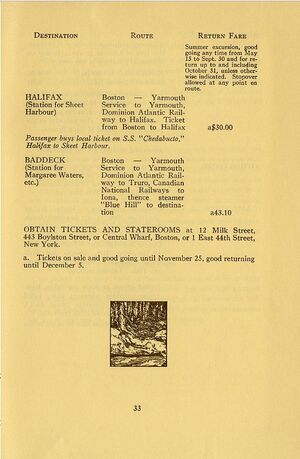 DESTINATION ROUTE RETURN FARE
Summer excursion, good
going any time from May
15 to Sept. 30 and for re-
turn up to and including
October 31, unless other-
wise indicated. Stopover
allowed at any point en
route.
HALIFAX Boston — Yarmouth
(Station for Sheet Service to Yarmouth,
Harbour) Dominion Atlantic Rail-
way to Halifax. Ticket
from Boston to Halifax a$30.00
Passenger buys local ticket on S.S. "Chedabucto,"
Halifax to Sheet Harbour.
BADDECK Boston — Yarmouth
(Station for Service to Yarmouth,
Margaree Waters, Dominion Atlantic Rail-
etc.) way to Truro, Canadian
National Railways to
Iona, thence steamer
"Blue Hill" to destina-
tion a43.10
OBTAIN TICKETS AND STATEROOMS at 12 Milk Street,
443 Boylston Street, or Central Wharf, Boston, or 1 East 44th Street,
New York.
a. Tickets on sale and good going until November 25, good returning
until December 5.
33